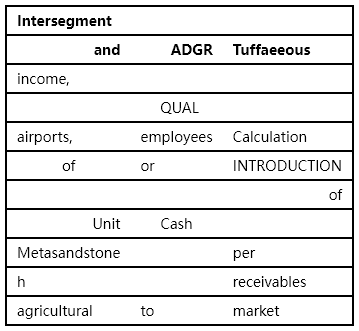 Intersegment
and ADGR Tuffaeeous
income,
QUAL
airports, employees Calculation
of or INTRODUCTION
of
Unit Cash
Metasandstone per
h receivables
agricultural to market